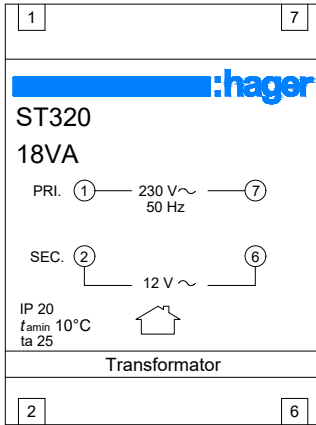 1 7
:hager
ST320
18VA
PRI. 1 230 V~ 7
50 Hz
SEC. 2 6
12 V ~
IP 20
tamin 10°C
ta 25
Transformator
2 6